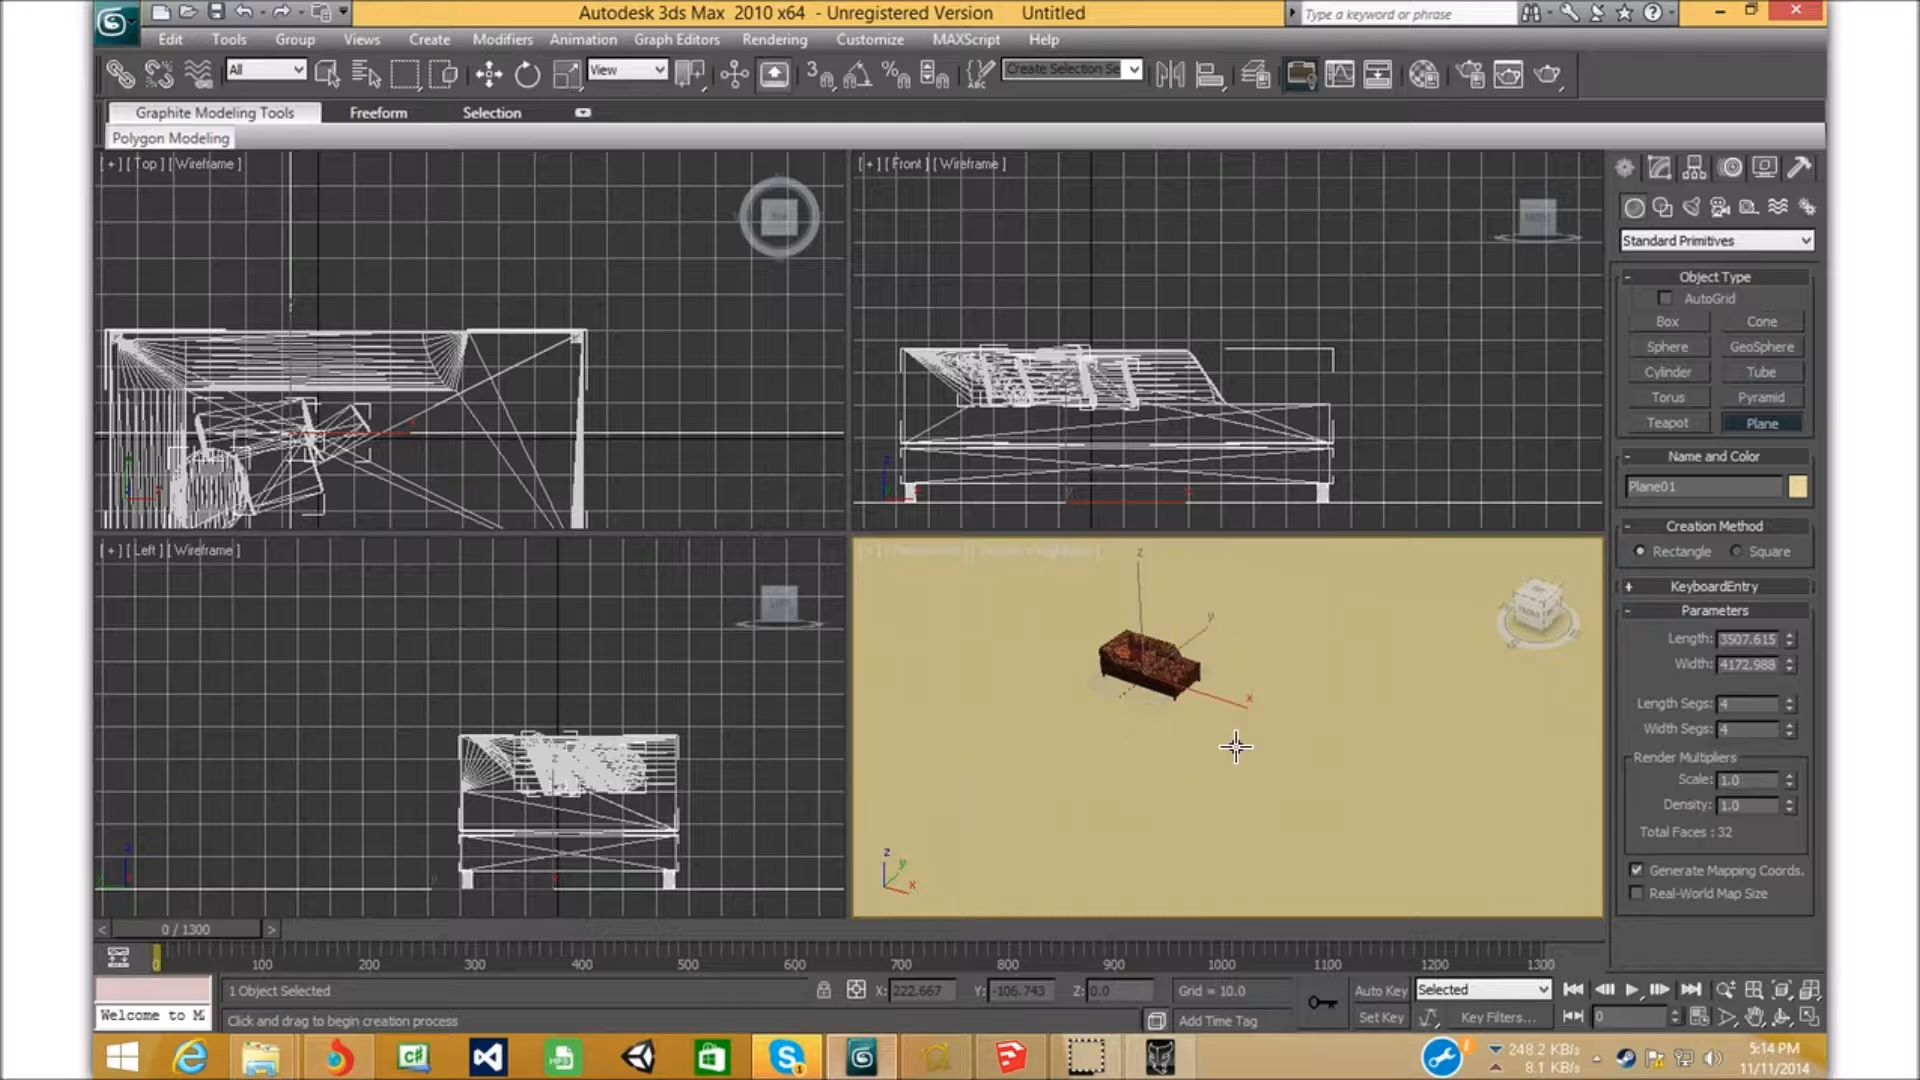 Autodesk 3ds Max 2010 x64 - Unregistered Version Untitled
Type a keyword or phrase
Edit Tools Group Views Create Modifiers Animation Graph Editors Rendering Customize MAXScript Help
All
View
3
%
ABC
Create Selection Se
Graphite Modeling Tools Freeform Selection
Polygon Modeling
[ + ] [ Top ] [ Wireframe ]
[ + ] [ Front ] [ Wireframe ]
[ + ] [ Left ] [ Wireframe ]
z
y
x
z
y
x
Standard Primitives
- Object Type
AutoGrid
Box Cone
Sphere GeoSphere
Cylinder Tube
Torus Pyramid
Teapot Plane
- Name and Color
Plane01
- Creation Method
Rectangle Square
+ KeyboardEntry
- Parameters
Length: 3507.615
Width: 4172.988
Length Segs: 4
Width Segs: 4
Render Multipliers
Scale: 1.0
Density: 1.0
Total Faces : 32
Generate Mapping Coords.
Real-World Map Size
< 0 / 1300 >
0 100 200 300 400 500 600 700 800 900 1000 1100 1200 1300
1 Object Selected
X: 222.667 Y: -106.743 Z: 0.0 Grid = 10.0
Auto Key Selected
Welcome to M
Click and drag to begin creation process
Add Time Tag
Set Key Key Filters... 0
C#
S
248.2 KB/s
8.1 KB/s
5:14 PM
11/11/2014